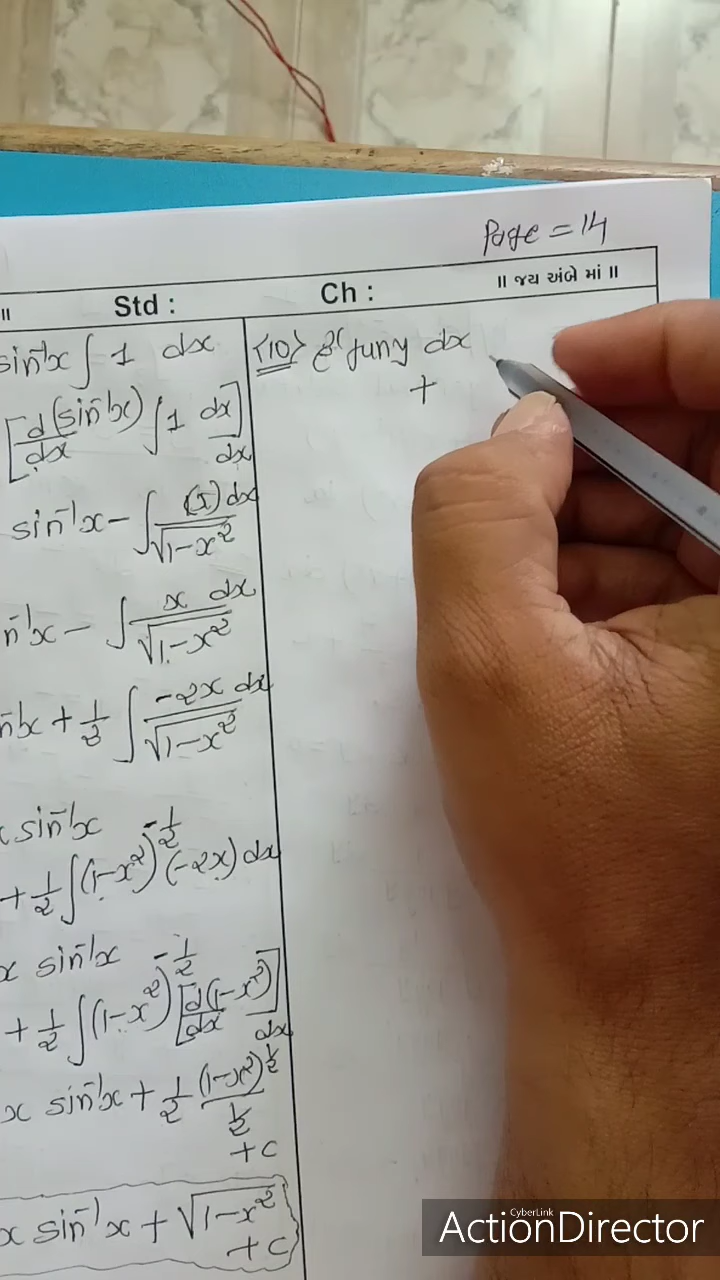 Page = 14
॥ Std : Ch : ॥ જય અંબે માં ॥
sin⁻¹x ∫ 1 dx
[d(sin⁻¹x)/dx ∫ 1 dx] dx
sin⁻¹x - ∫ (x) dx/√1-x²
n⁻¹x - ∫ x dx/√1-x²
n⁻¹x + 1/2 ∫ -2x dx/√1-x²
x sin⁻¹x
+ 1/2 ∫ (1-x²)^-1/2 (-2x) dx
x sin⁻¹x
+ 1/2 ∫ (1-x²)^-1/2 [d(1-x²)/dx] dx
x sin⁻¹x + 1/2 (1-x²)^1/2 / 1/2
+ c
x sin⁻¹x + √1-x²
+ c
<10> eˣ tany dx
+
CyberLink
ActionDirector